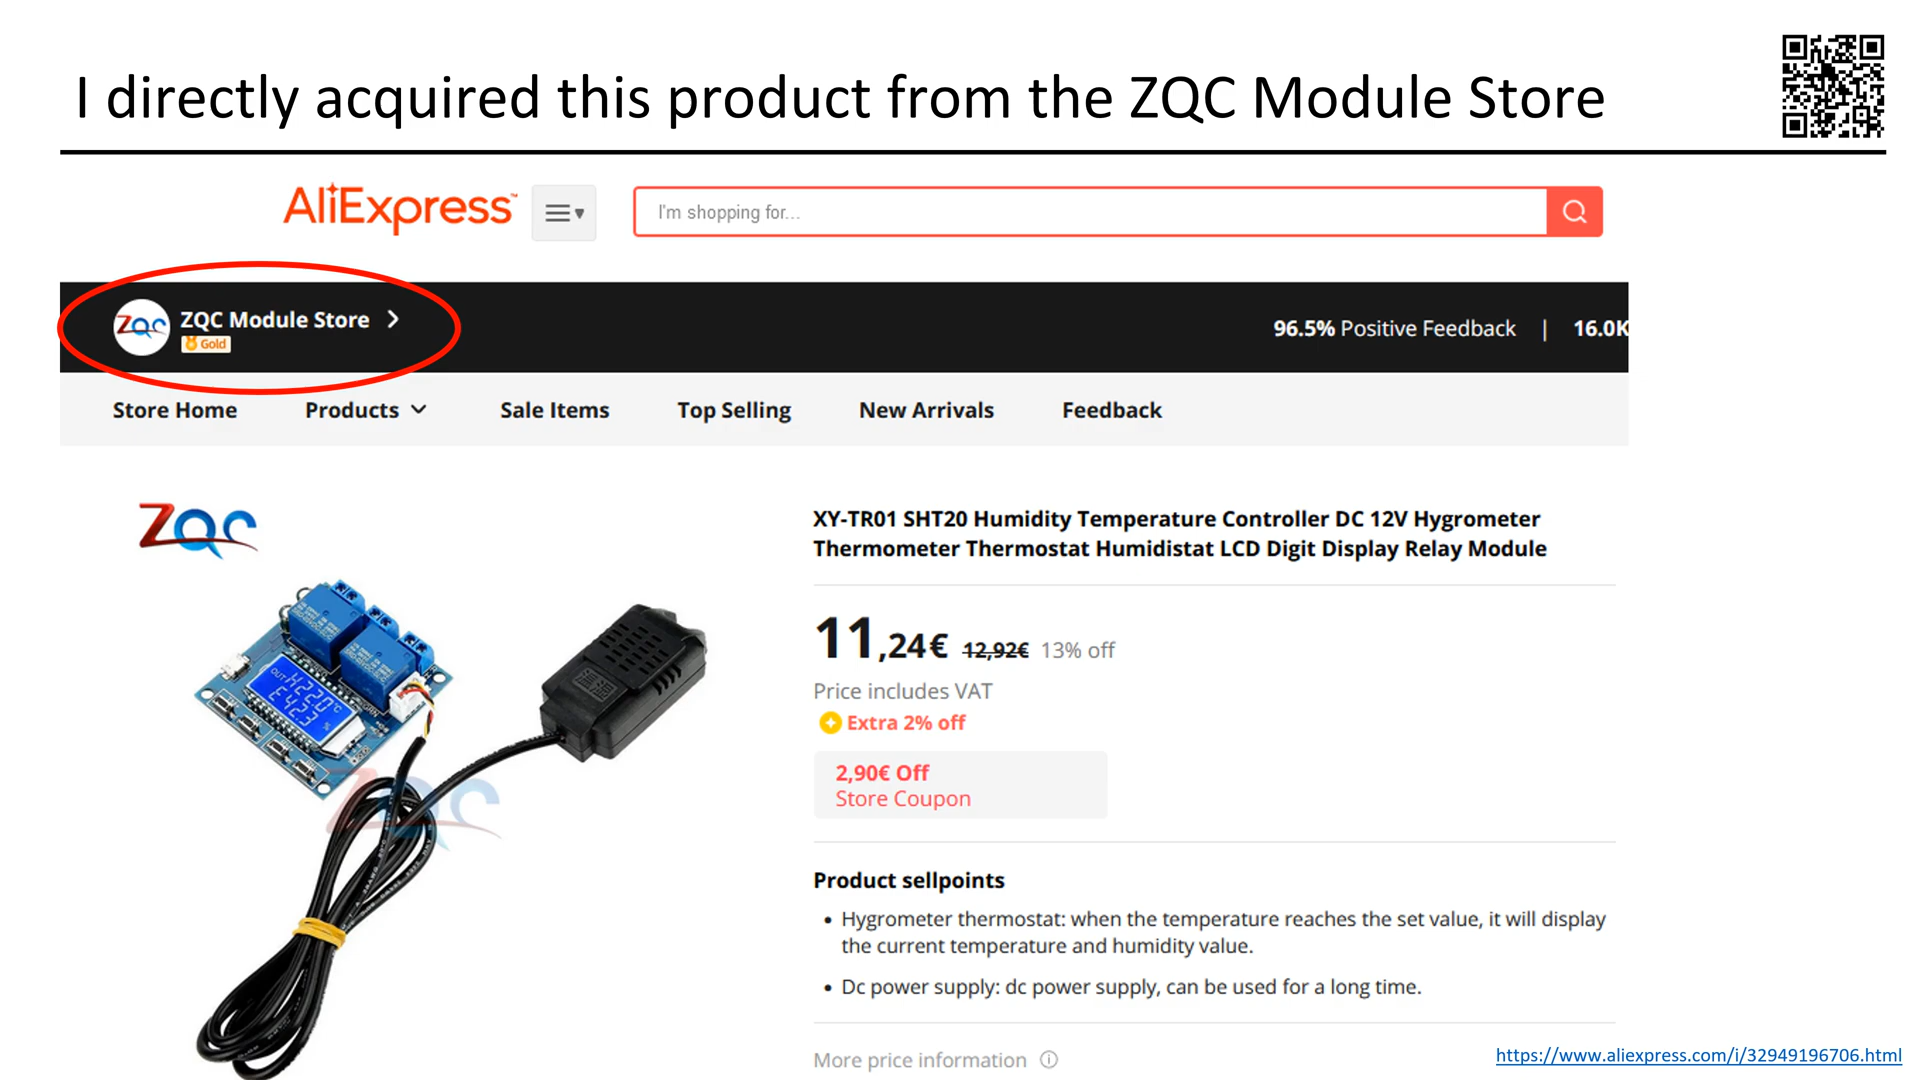 I directly acquired this product from the ZQC Module Store
AliExpress™
I'm shopping for...
ZQC
ZQC Module Store
Gold
96.5% Positive Feedback | 16.0K
Store Home Products Sale Items Top Selling New Arrivals Feedback
ZQC
XY-TR01 SHT20 Humidity Temperature Controller DC 12V Hygrometer
Thermometer Thermostat Humidistat LCD Digit Display Relay Module
11,24€ 12,92€ 13% off
Price includes VAT
Extra 2% off
2,90€ Off
Store Coupon
OUT
ZQC
Product sellpoints
• Hygrometer thermostat: when the temperature reaches the set value, it will display
the current temperature and humidity value.
• Dc power supply: dc power supply, can be used for a long time.
More price information
https://www.aliexpress.com/i/32949196706.html